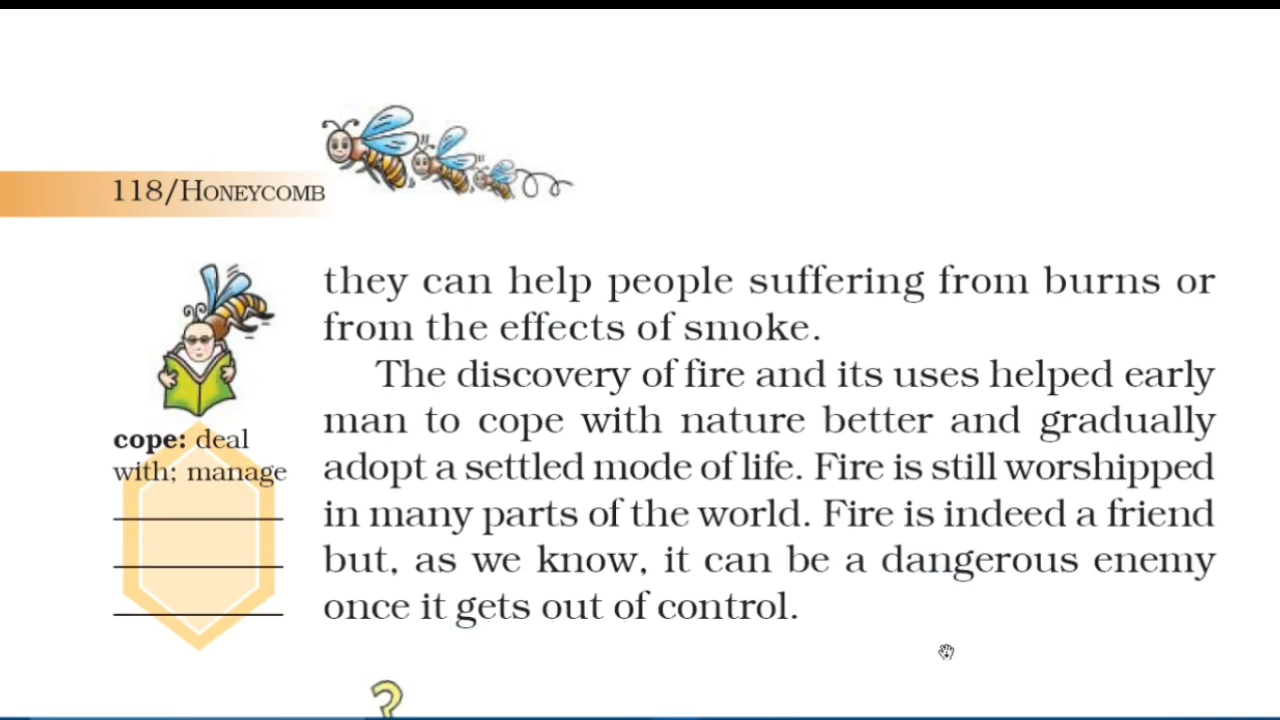 118/HONEYCOMB
they can help people suffering from burns or
from the effects of smoke.
The discovery of fire and its uses helped early
man to cope with nature better and gradually
adopt a settled mode of life. Fire is still worshipped
in many parts of the world. Fire is indeed a friend
but, as we know, it can be a dangerous enemy
once it gets out of control.
cope: deal
with; manage
?